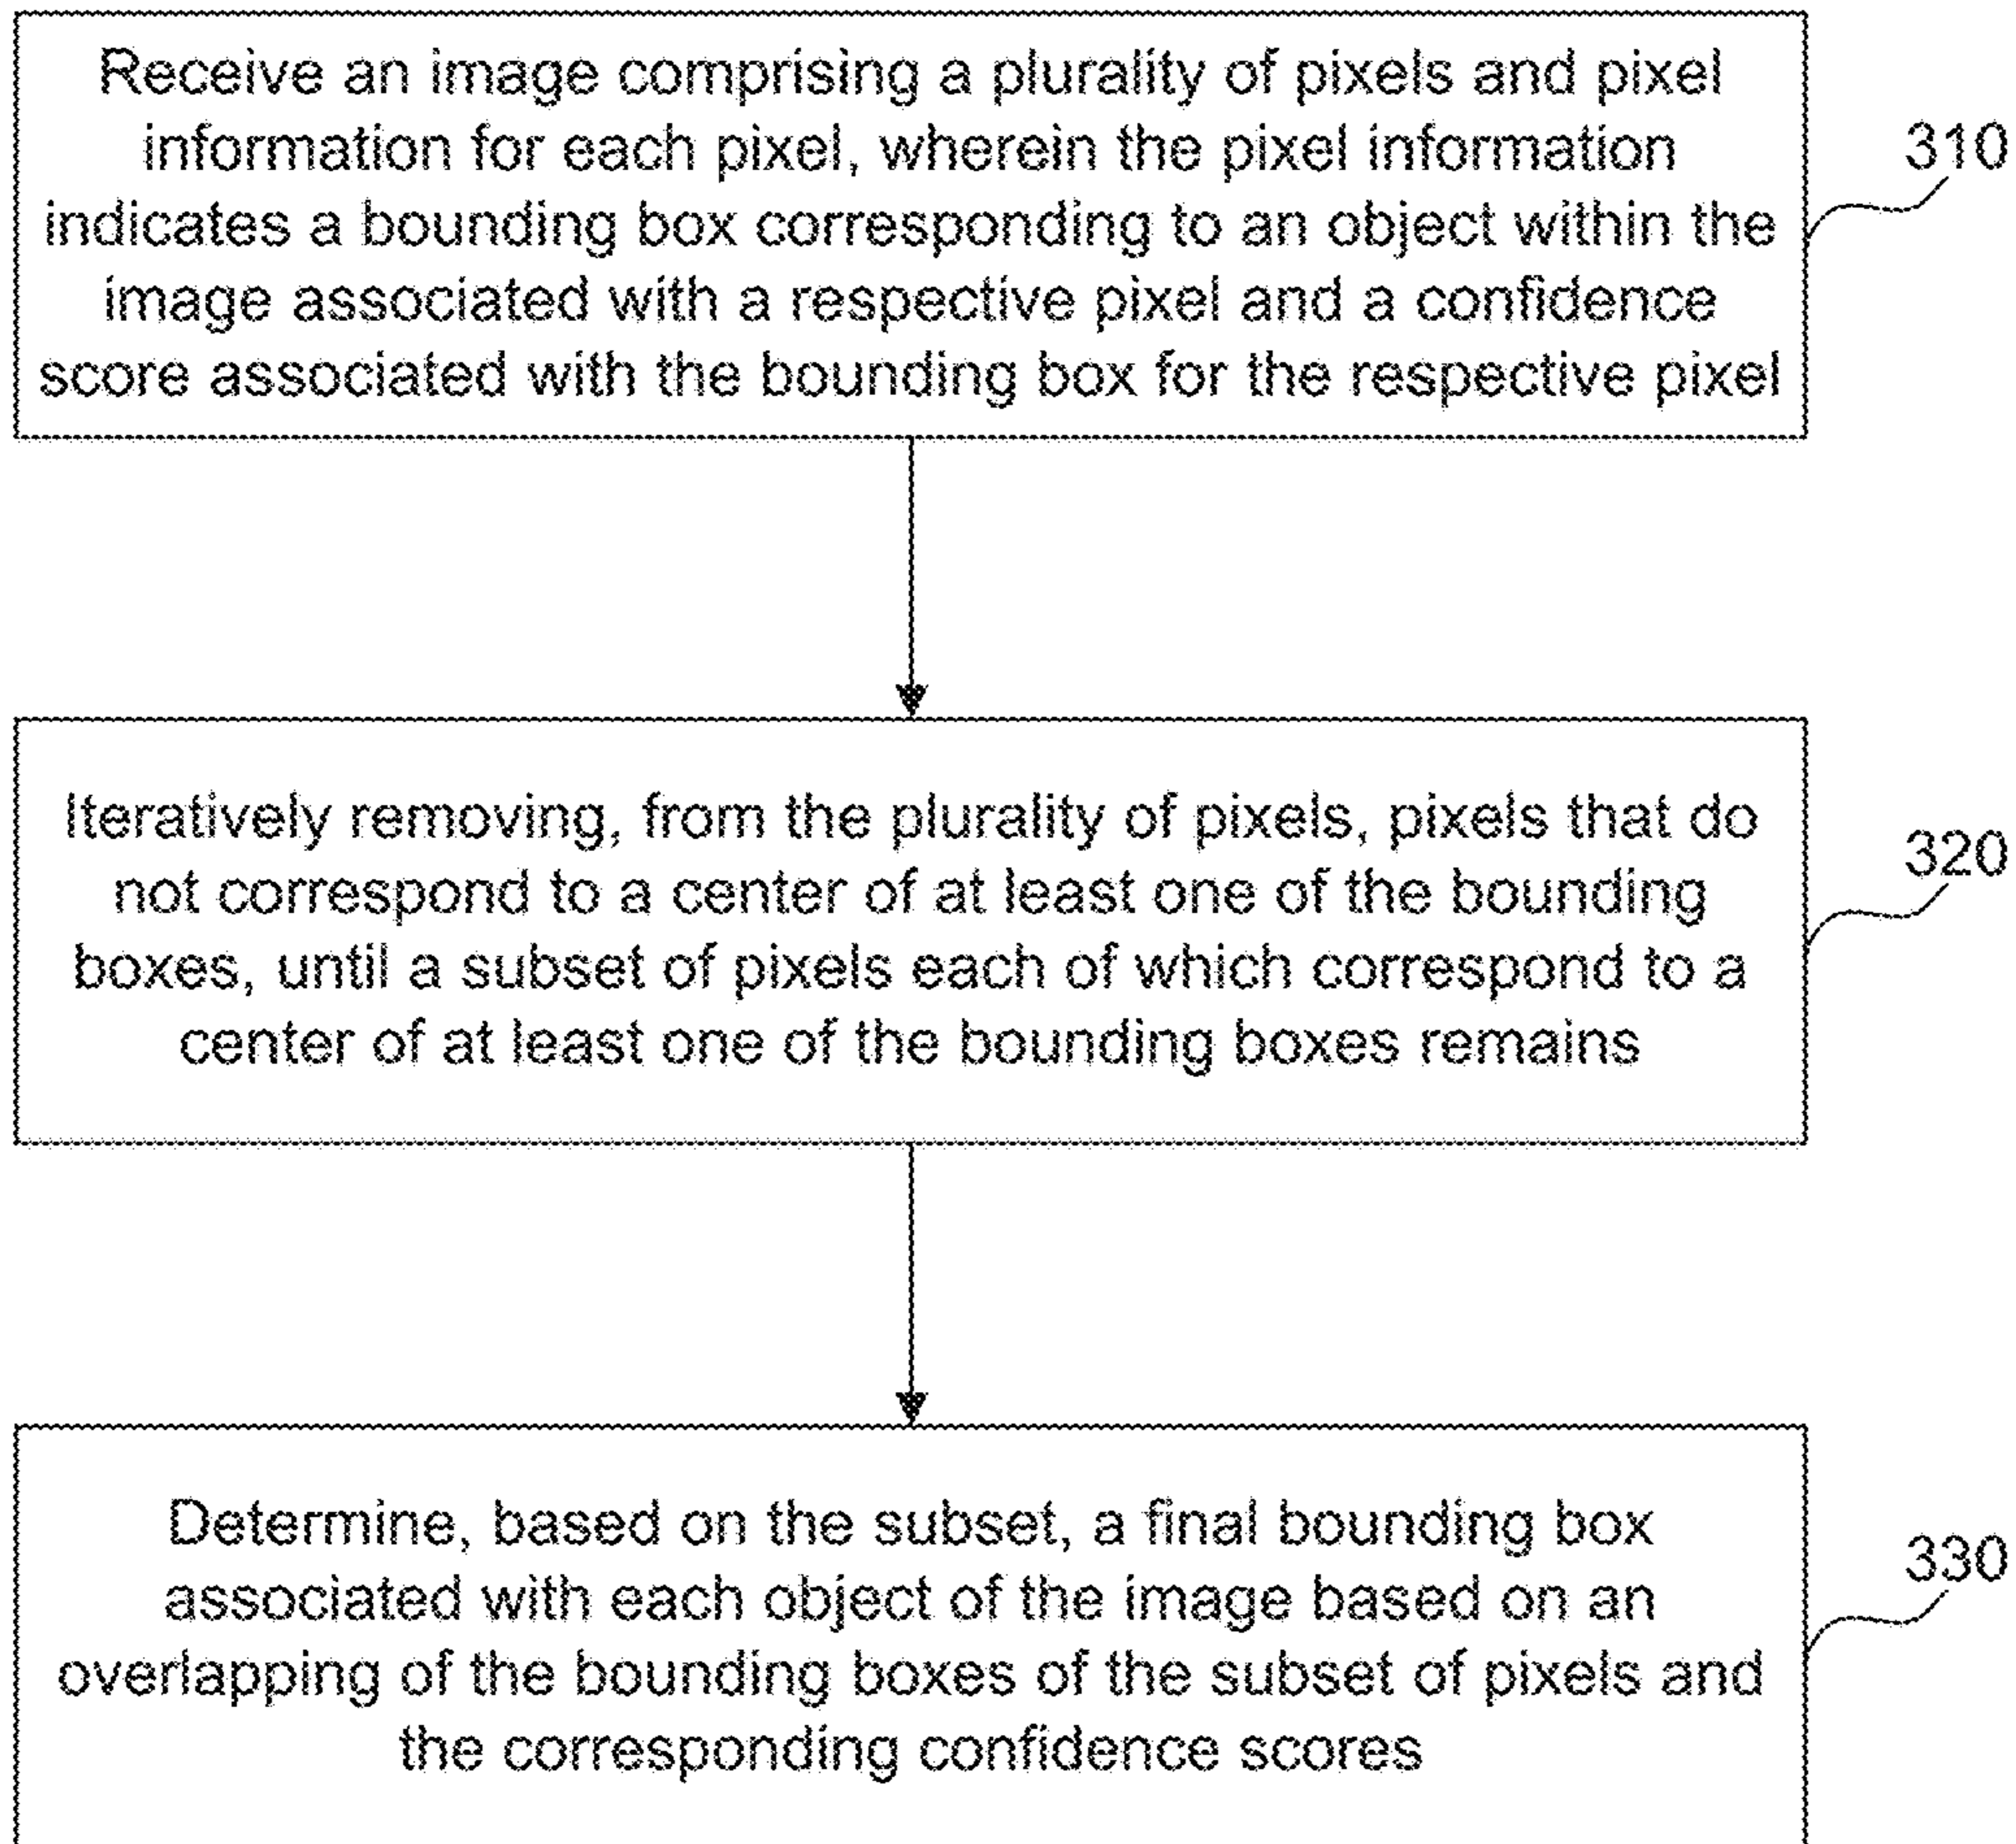 Receive an image comprising a plurality of pixels and pixel
information for each pixel, wherein the pixel information
indicates a bounding box corresponding to an object within the
image associated with a respective pixel and a confidence
score associated with the bounding box for the respective pixel
310
Iteratively removing, from the plurality of pixels, pixels that do
not correspond to a center of at least one of the bounding
boxes, until a subset of pixels each of which correspond to a
center of at least one of the bounding boxes remains
320
Determine, based on the subset, a final bounding box
associated with each object of the image based on an
overlapping of the bounding boxes of the subset of pixels and
the corresponding confidence scores
330